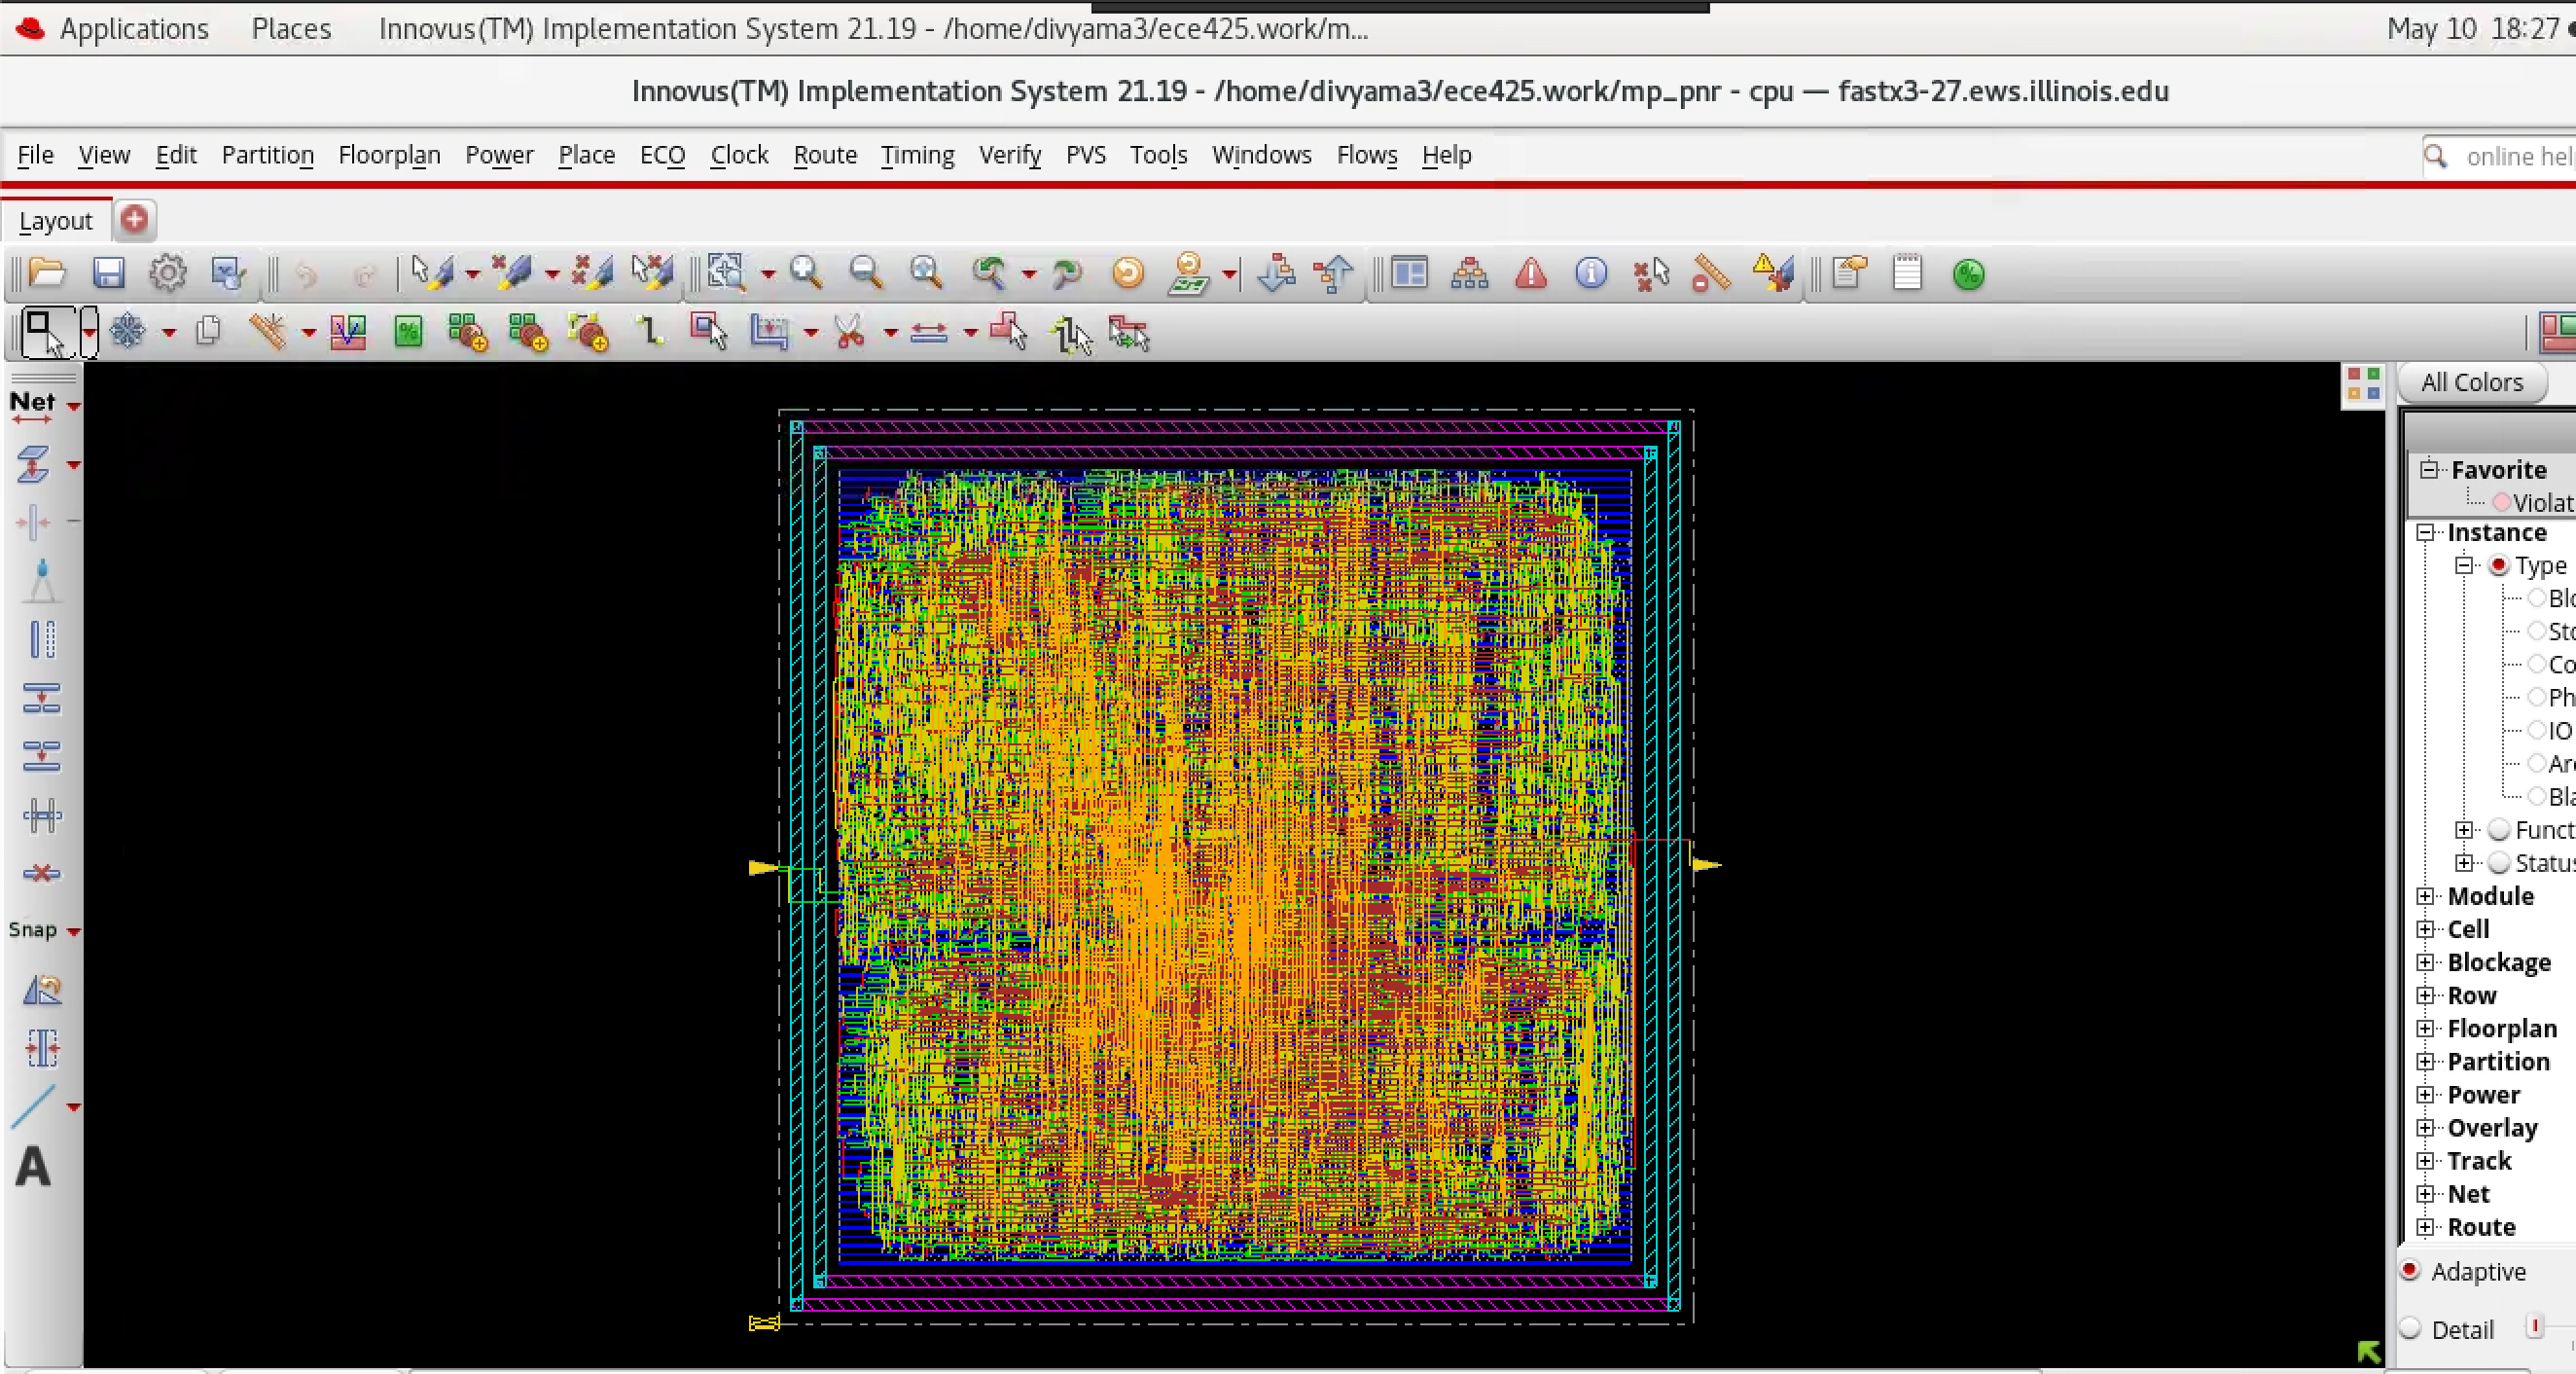 Applications Places Innovus(TM) Implementation System 21.19 - /home/divyama3/ece425.work/m... May 10 18:27
Innovus(TM) Implementation System 21.19 - /home/divyama3/ece425.work/mp_pnr - cpu — fastx3-27.ews.illinois.edu
File View Edit Partition Floorplan Power Place ECO Clock Route Timing Verify PVS Tools Windows Flows Help online hel
Layout
Net
Snap
A
All Colors
Favorite
Violat
Instance
Type
Blo
Sto
Co
Ph
IO
Are
Bla
Funct
Status
Module
Cell
Blockage
Row
Floorplan
Partition
Power
Overlay
Track
Net
Route
Adaptive
Detail